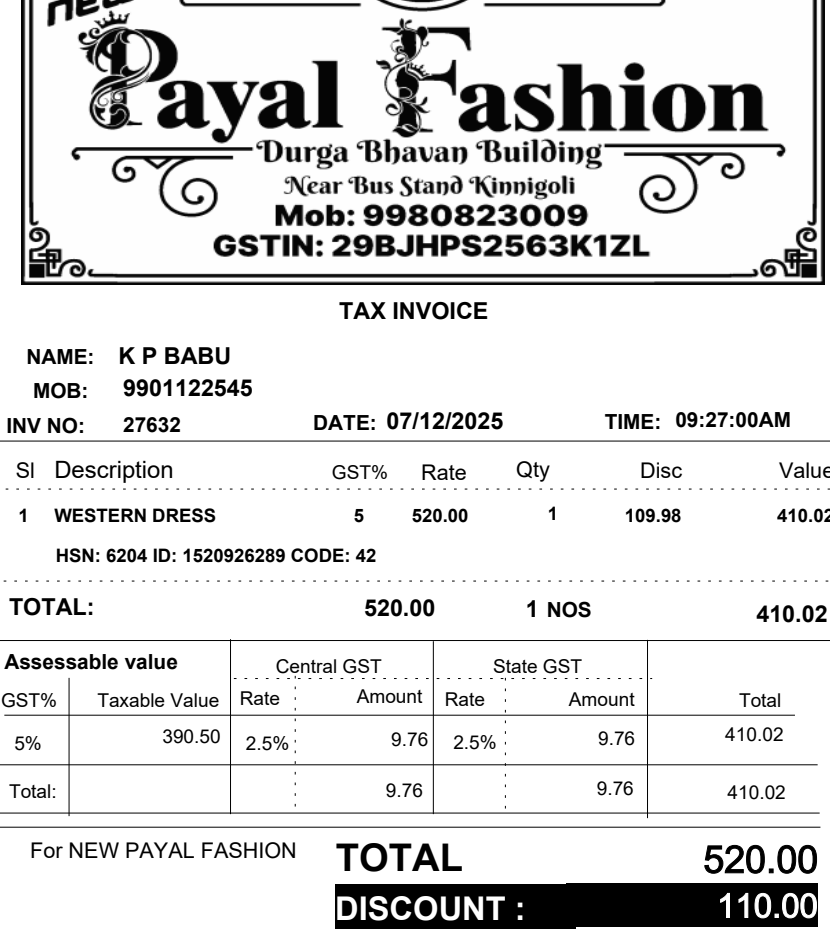 new
Payal Fashion
Durga Bhavan Building
Near Bus Stand Kinnigoli
Mob: 9980823009
GSTIN: 29BJHPS2563K1ZL
TAX INVOICE
NAME: K P BABU
MOB: 9901122545
INV NO: 27632 DATE: 07/12/2025 TIME: 09:27:00AM
Sl Description GST% Rate Qty Disc Value
1 WESTERN DRESS 5 520.00 1 109.98 410.02
HSN: 6204 ID: 1520926289 CODE: 42
TOTAL: 520.00 1 NOS 410.02
Assessable value Central GST State GST
GST% Taxable Value Rate Amount Rate Amount Total
5% 390.50 2.5% 9.76 2.5% 9.76 410.02
Total: 9.76 9.76 410.02
For NEW PAYAL FASHION TOTAL 520.00
DISCOUNT : 110.00